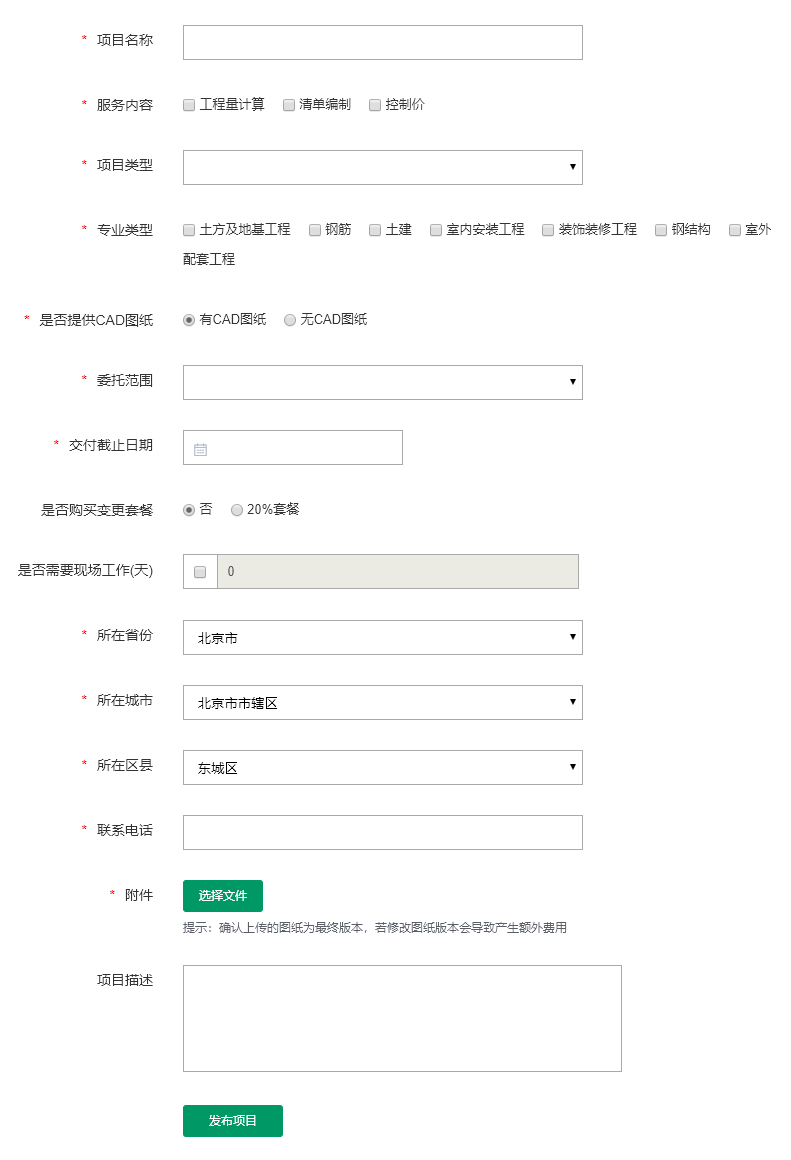 * 项目名称
* 服务内容 工程量计算 清单编制 控制价
* 项目类型
* 专业类型 土方及地基工程 钢筋 土建 室内安装工程 装饰装修工程 钢结构 室外
配套工程
* 是否提供CAD图纸 有CAD图纸 无CAD图纸
* 委托范围
* 交付截止日期
是否购买变更套餐 否 20%套餐
是否需要现场工作(天) 0
* 所在省份 北京市
* 所在城市 北京市市辖区
* 所在区县 东城区
* 联系电话
* 附件 选择文件
提示：确认上传的图纸为最终版本，若修改图纸版本会导致产生额外费用
项目描述
发布项目